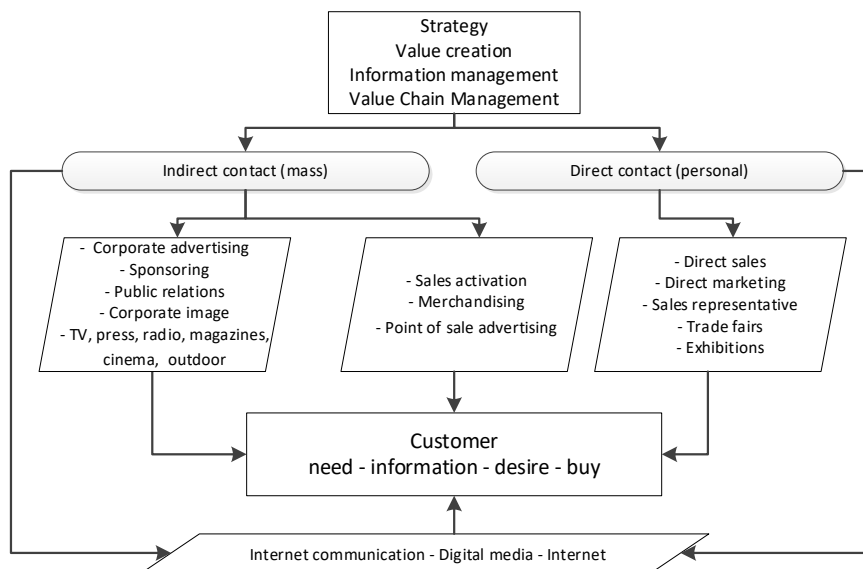 Strategy
Value creation
Information management
Value Chain Management
Indirect contact (mass)
Direct contact (personal)
- Corporate advertising
- Sponsoring
- Public relations
- Corporate image
- TV, press, radio, magazines,
cinema, outdoor
- Sales activation
- Merchandising
- Point of sale advertising
- Direct sales
- Direct marketing
- Sales representative
- Trade fairs
- Exhibitions
Customer
need - information - desire - buy
Internet communication - Digital media - Internet